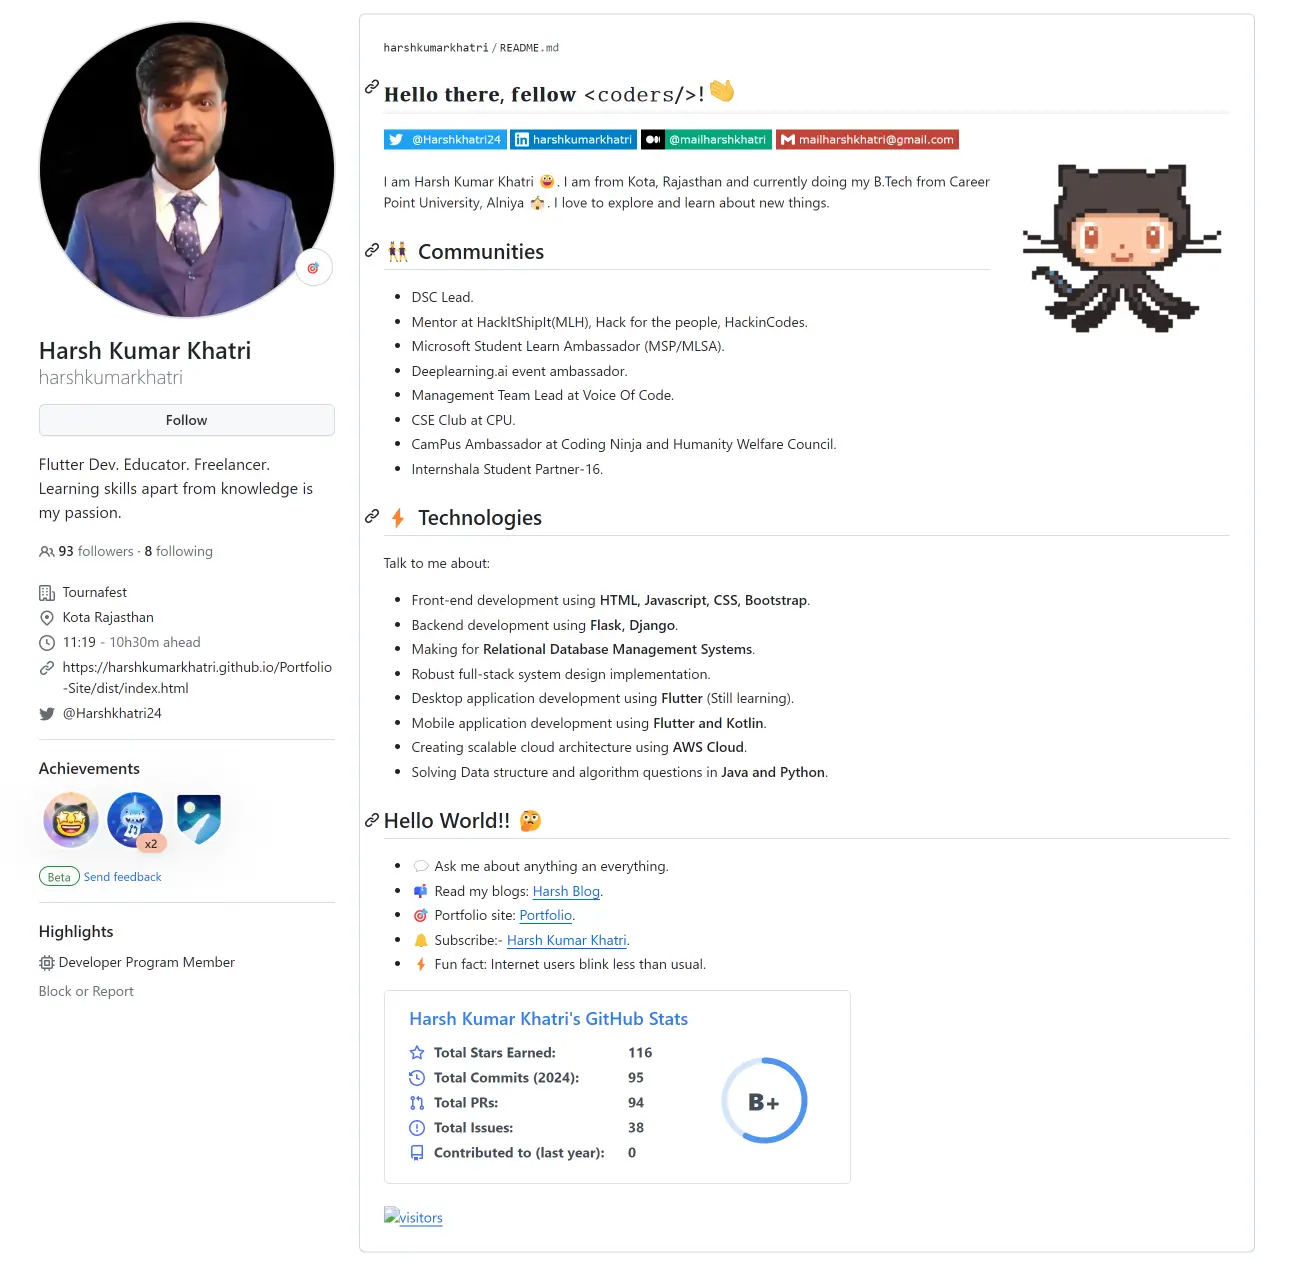 Harsh Kumar Khatri
harshkumarkhatri
Follow
Flutter Dev. Educator. Freelancer.
Learning skills apart from knowledge is
my passion.
93 followers · 8 following
Tournafest
Kota Rajasthan
11:19 - 10h30m ahead
https://harshkumarkhatri.github.io/Portfolio
-Site/dist/index.html
@Harshkhatri24
Achievements
x2
Beta Send feedback
Highlights
Developer Program Member
Block or Report
harshkumarkhatri / README.md
Hello there, fellow <coders/>! 👋
@Harshkhatri24 harshkumarkhatri @mailharshkhatri mailharshkhatri@gmail.com
I am Harsh Kumar Khatri 😀. I am from Kota, Rajasthan and currently doing my B.Tech from Career
Point University, Alniya 🏫. I love to explore and learn about new things.
👯 Communities
• DSC Lead.
• Mentor at HackItShipIt(MLH), Hack for the people, HackinCodes.
• Microsoft Student Learn Ambassador (MSP/MLSA).
• Deeplearning.ai event ambassador.
• Management Team Lead at Voice Of Code.
• CSE Club at CPU.
• CamPus Ambassador at Coding Ninja and Humanity Welfare Council.
• Internshala Student Partner-16.
⚡ Technologies
Talk to me about:
• Front-end development using HTML, Javascript, CSS, Bootstrap.
• Backend development using Flask, Django.
• Making for Relational Database Management Systems.
• Robust full-stack system design implementation.
• Desktop application development using Flutter (Still learning).
• Mobile application development using Flutter and Kotlin.
• Creating scalable cloud architecture using AWS Cloud.
• Solving Data structure and algorithm questions in Java and Python.
Hello World!! 🤔
• 💬 Ask me about anything an everything.
• 📫 Read my blogs: Harsh Blog.
• 🎯 Portfolio site: Portfolio.
• 🔔 Subscribe:- Harsh Kumar Khatri.
• ⚡ Fun fact: Internet users blink less than usual.
Harsh Kumar Khatri's GitHub Stats
Total Stars Earned: 116
Total Commits (2024): 95
Total PRs: 94
Total Issues: 38
Contributed to (last year): 0
B+
visitors